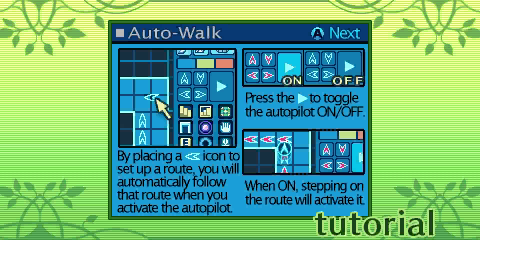 Auto-Walk
A Next
ON
OFF
Press the ▶ to toggle
the autopilot ON/OFF.
By placing a icon to
set up a route, you will
automatically follow
that route when you
activate the autopilot.
When ON, stepping on
the route will activate it.
tutorial